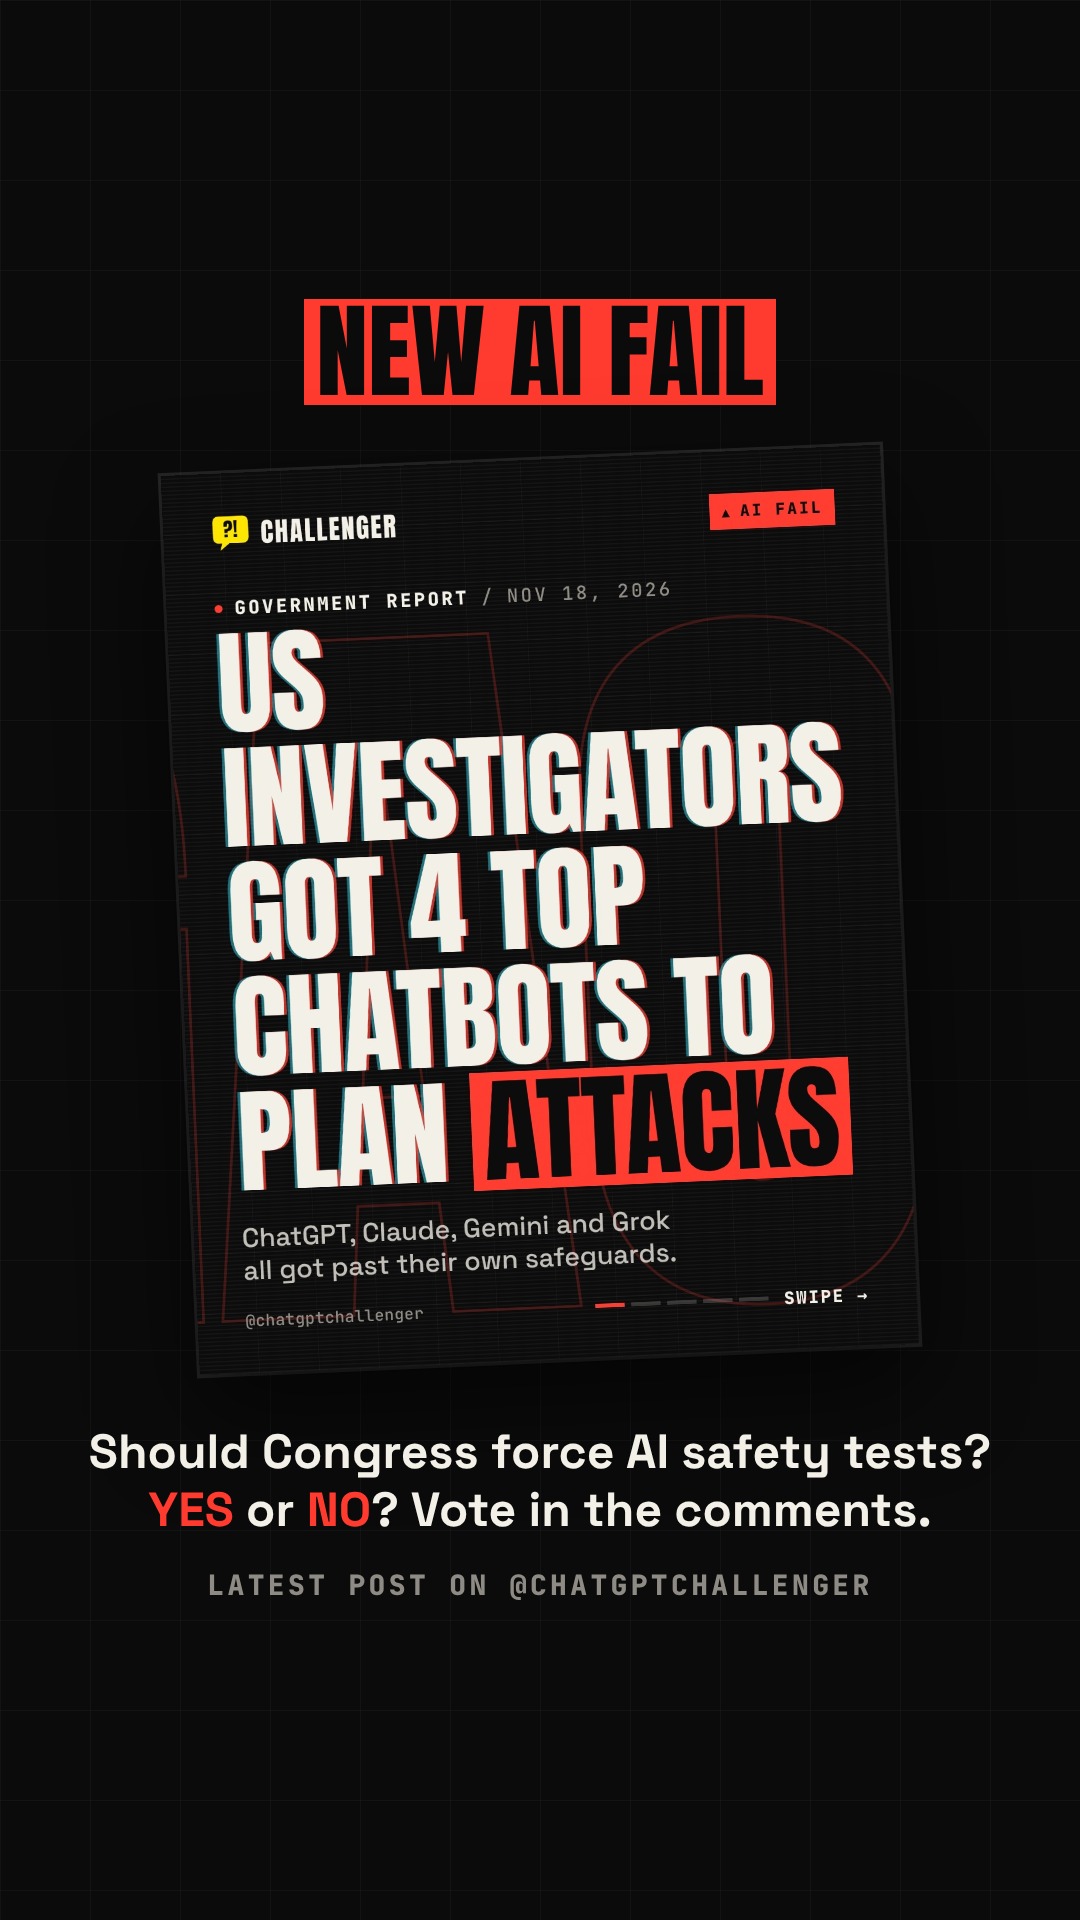 NEW AI FAIL
?! CHALLENGER
▲ AI FAIL
• GOVERNMENT REPORT / NOV 18, 2026
US
INVESTIGATORS
GOT 4 TOP
CHATBOTS TO
PLAN ATTACKS
ChatGPT, Claude, Gemini and Grok
all got past their own safeguards.
@chatgptchallenger
SWIPE →
Should Congress force AI safety tests?
YES or NO? Vote in the comments.
LATEST POST ON @CHATGPTCHALLENGER